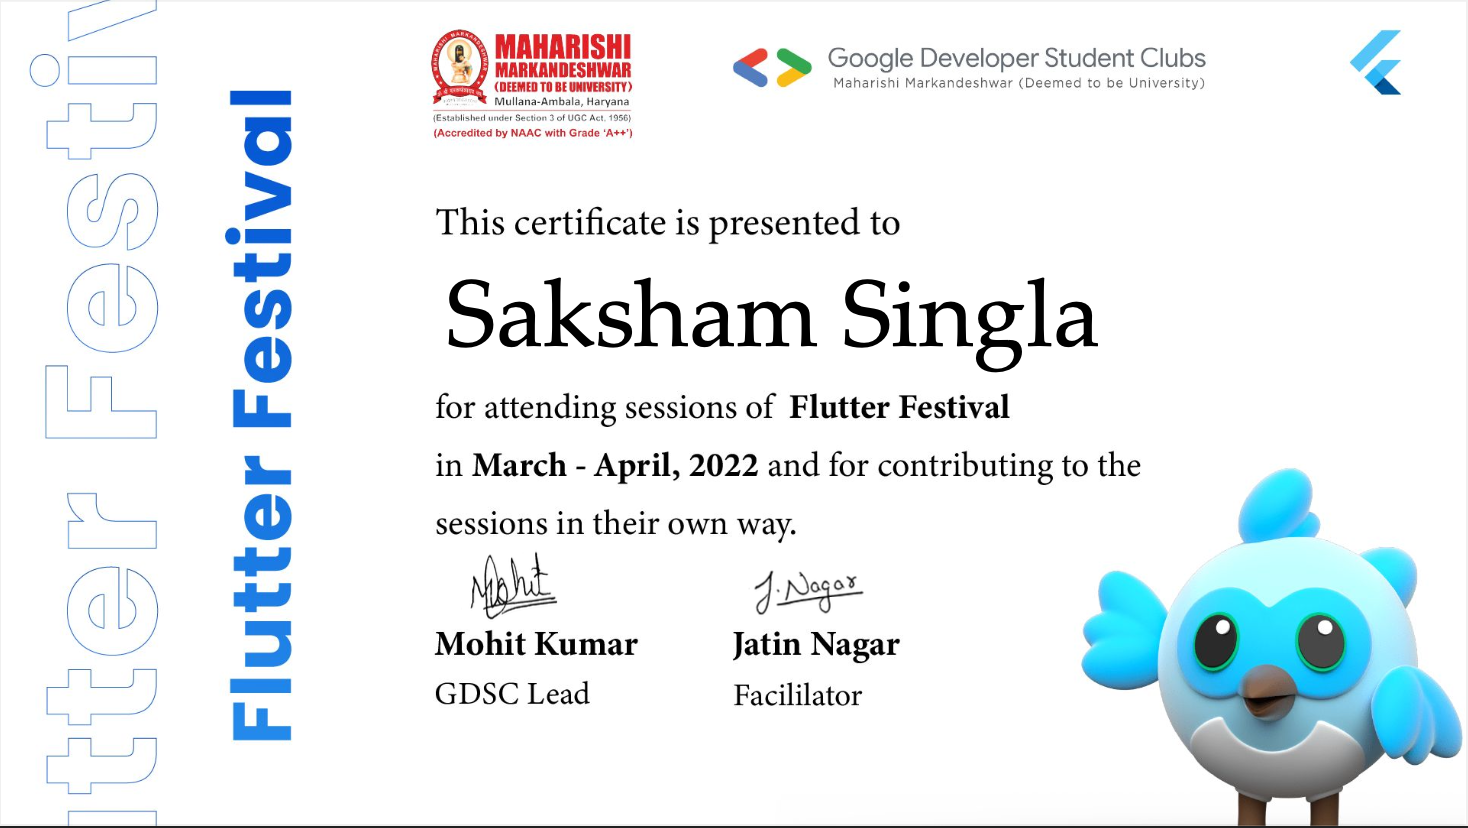 Flutter Festival
MAHARISHI
MARKANDESHWAR
(DEEMED TO BE UNIVERSITY)
Mullana-Ambala, Haryana
(Established under Section 3 of UGC Act, 1956)
(Accredited by NAAC with Grade ‘A++’)
Google Developer Student Clubs
Maharishi Markandeshwar (Deemed to be University)
This certificate is presented to
Saksham Singla
for attending sessions of Flutter Festival
in March - April, 2022 and for contributing to the
sessions in their own way.
Mohit
J. Nagar
Mohit Kumar
Jatin Nagar
GDSC Lead
Facililator
utter Festiv